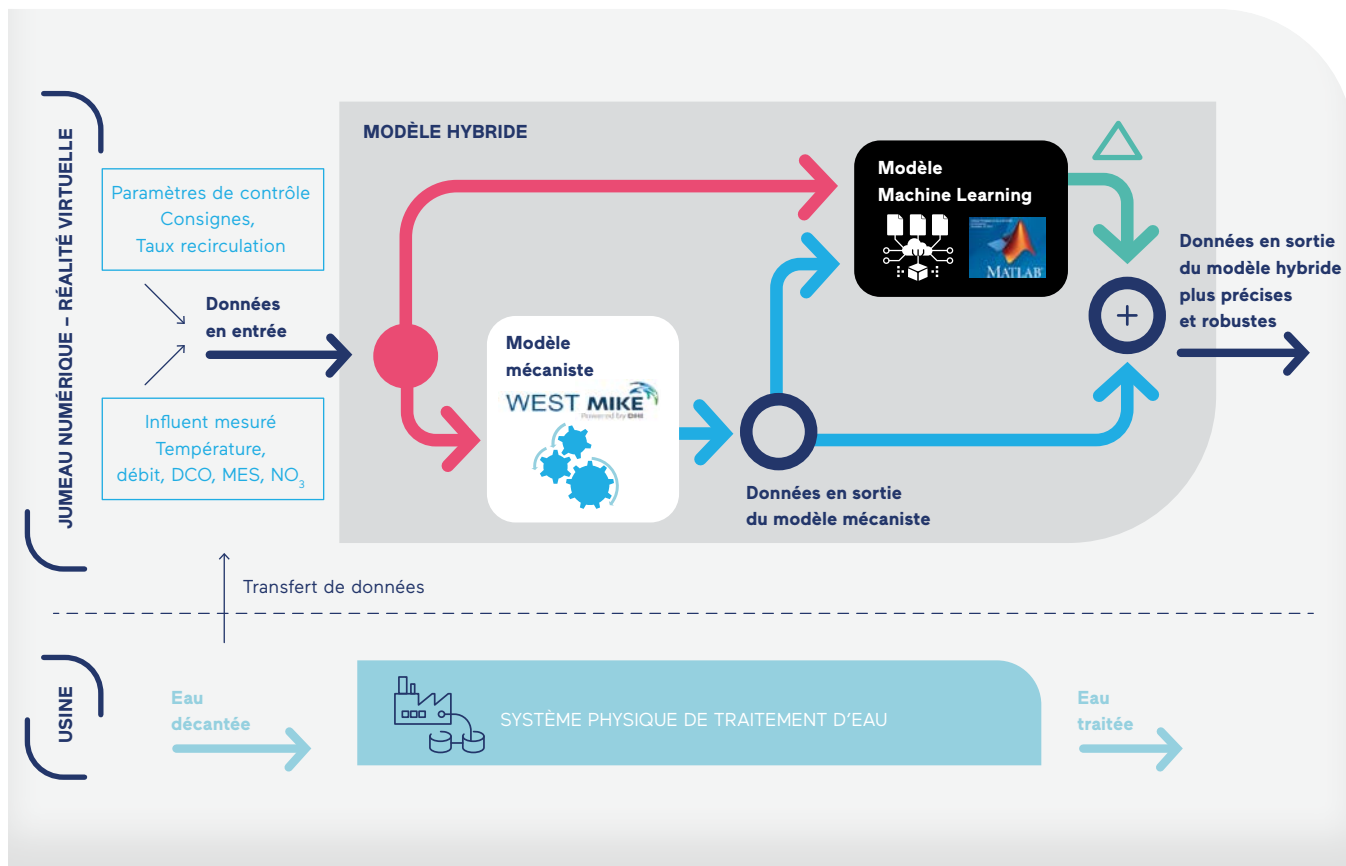 JUMEAU NUMÉRIQUE – RÉALITÉ VIRTUELLE
MODÈLE HYBRIDE
Paramètres de contrôle
Consignes,
Taux recirculation
Données
en entrée
Influent mesuré
Température,
débit, DCO, MES, NO₃
Modèle
mécaniste
WEST MIKE
Powered by DHI
Données en sortie
du modèle mécaniste
Modèle
Machine Learning
MATLAB
+
Données en sortie
du modèle hybride
plus précises
et robustes
Transfert de données
USINE
Eau
décantée
SYSTÈME PHYSIQUE DE TRAITEMENT D’EAU
Eau
traitée